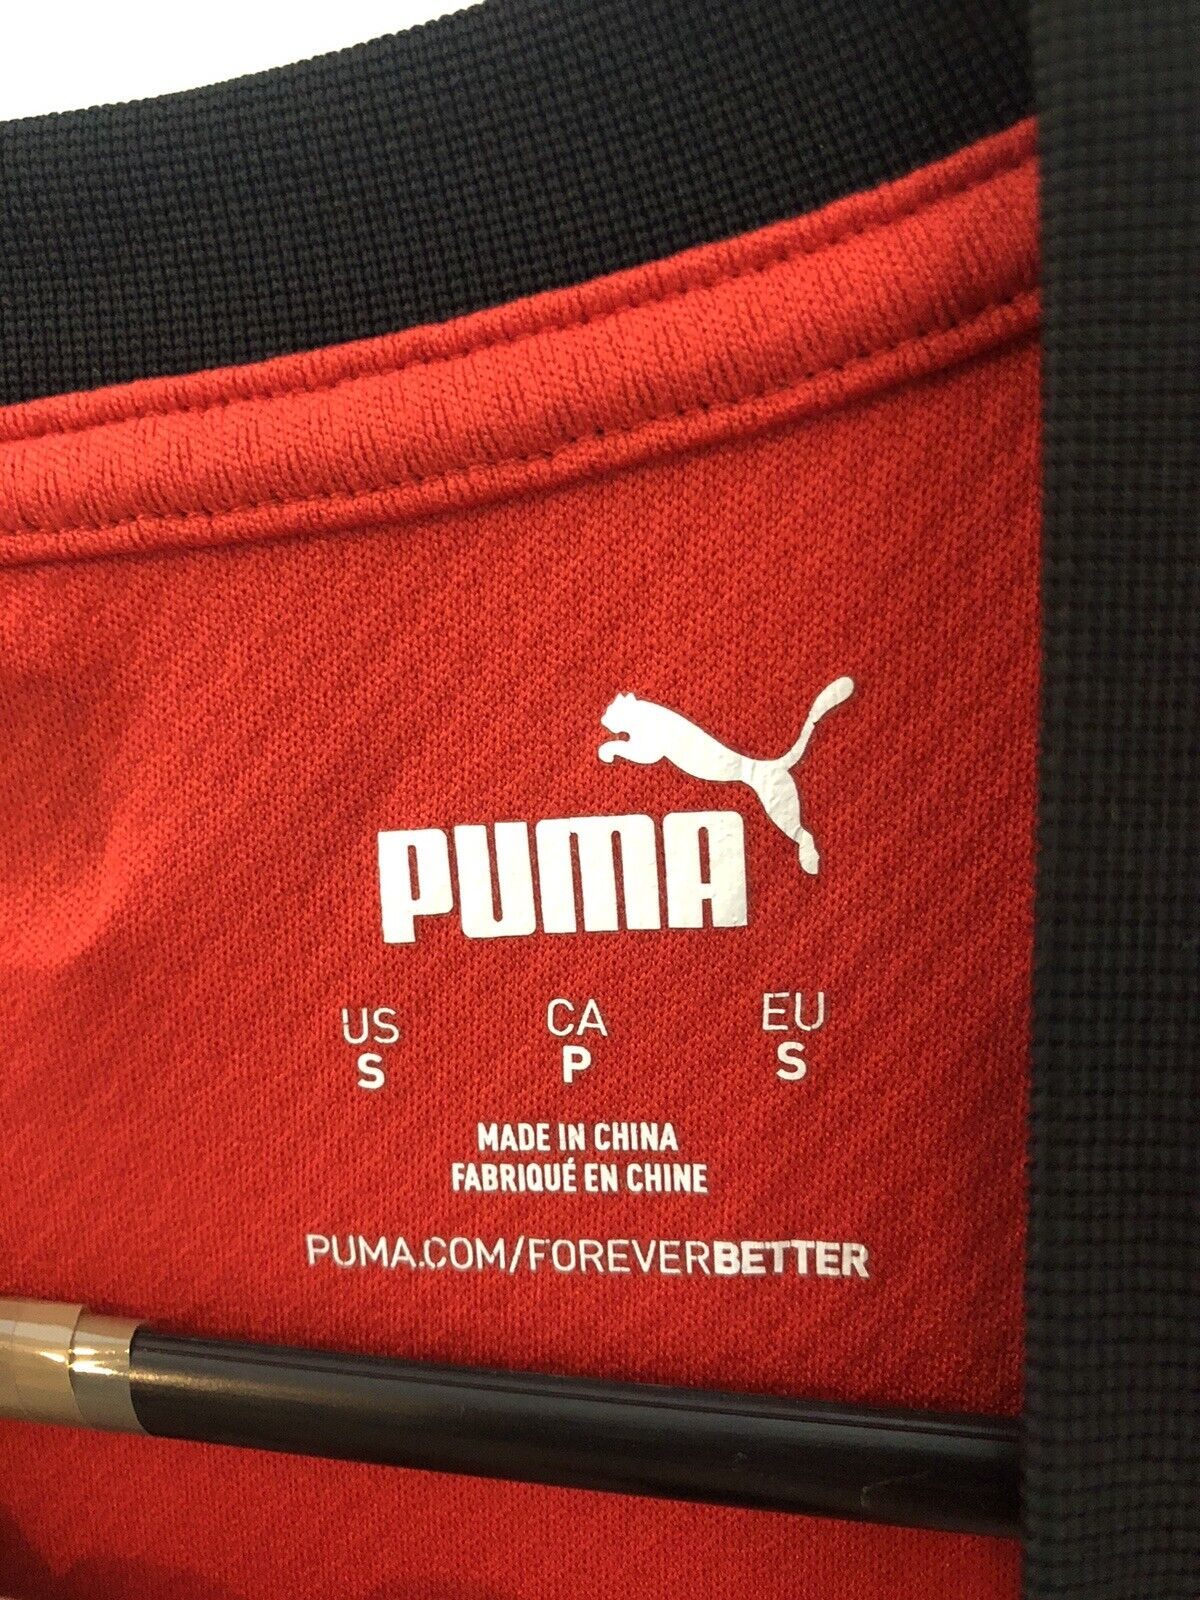 PUMA
US CA EU
S P S
MADE IN CHINA
FABRIQUÉ EN CHINE
PUMA.COM/FOREVERBETTER